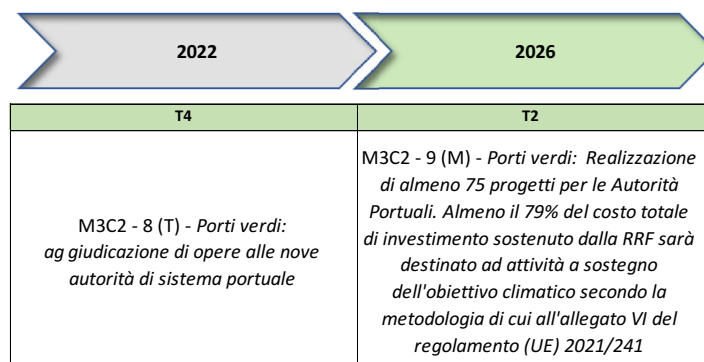 2022
2026
T4
T2
M3C2 - 8 (T) - Porti verdi:
ag giudicazione di opere alle nove
autorità di sistema portuale
M3C2 - 9 (M) - Porti verdi: Realizzazione
di almeno 75 progetti per le Autorità
Portuali. Almeno il 79% del costo totale
di investimento sostenuto dalla RRF sarà
destinato ad attività a sostegno
dell'obiettivo climatico secondo la
metodologia di cui all'allegato VI del
regolamento (UE) 2021/241